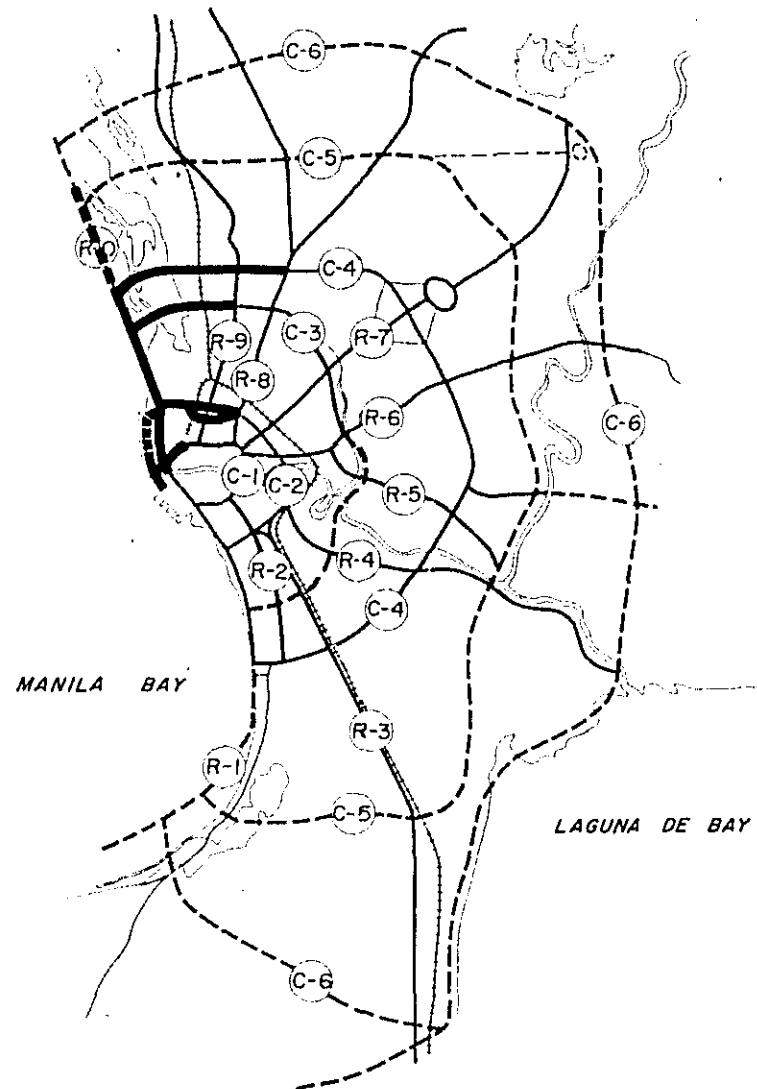 C-6
C-5
R-0
C-4
R-9
C-3
R-7
R-8
R-6
C-6
C-1
C-2
R-5
R-2
R-4
C-4
MANILA BAY
R-3
R-1
C-5
LAGUNA DE BAY
C-6